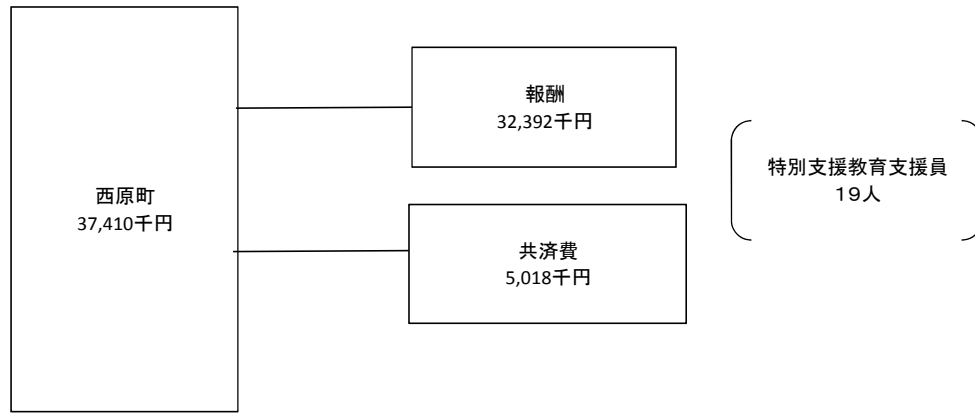 西原町
37,410千円
報酬
32,392千円
共済費
5,018千円
特別支援教育支援員
19人